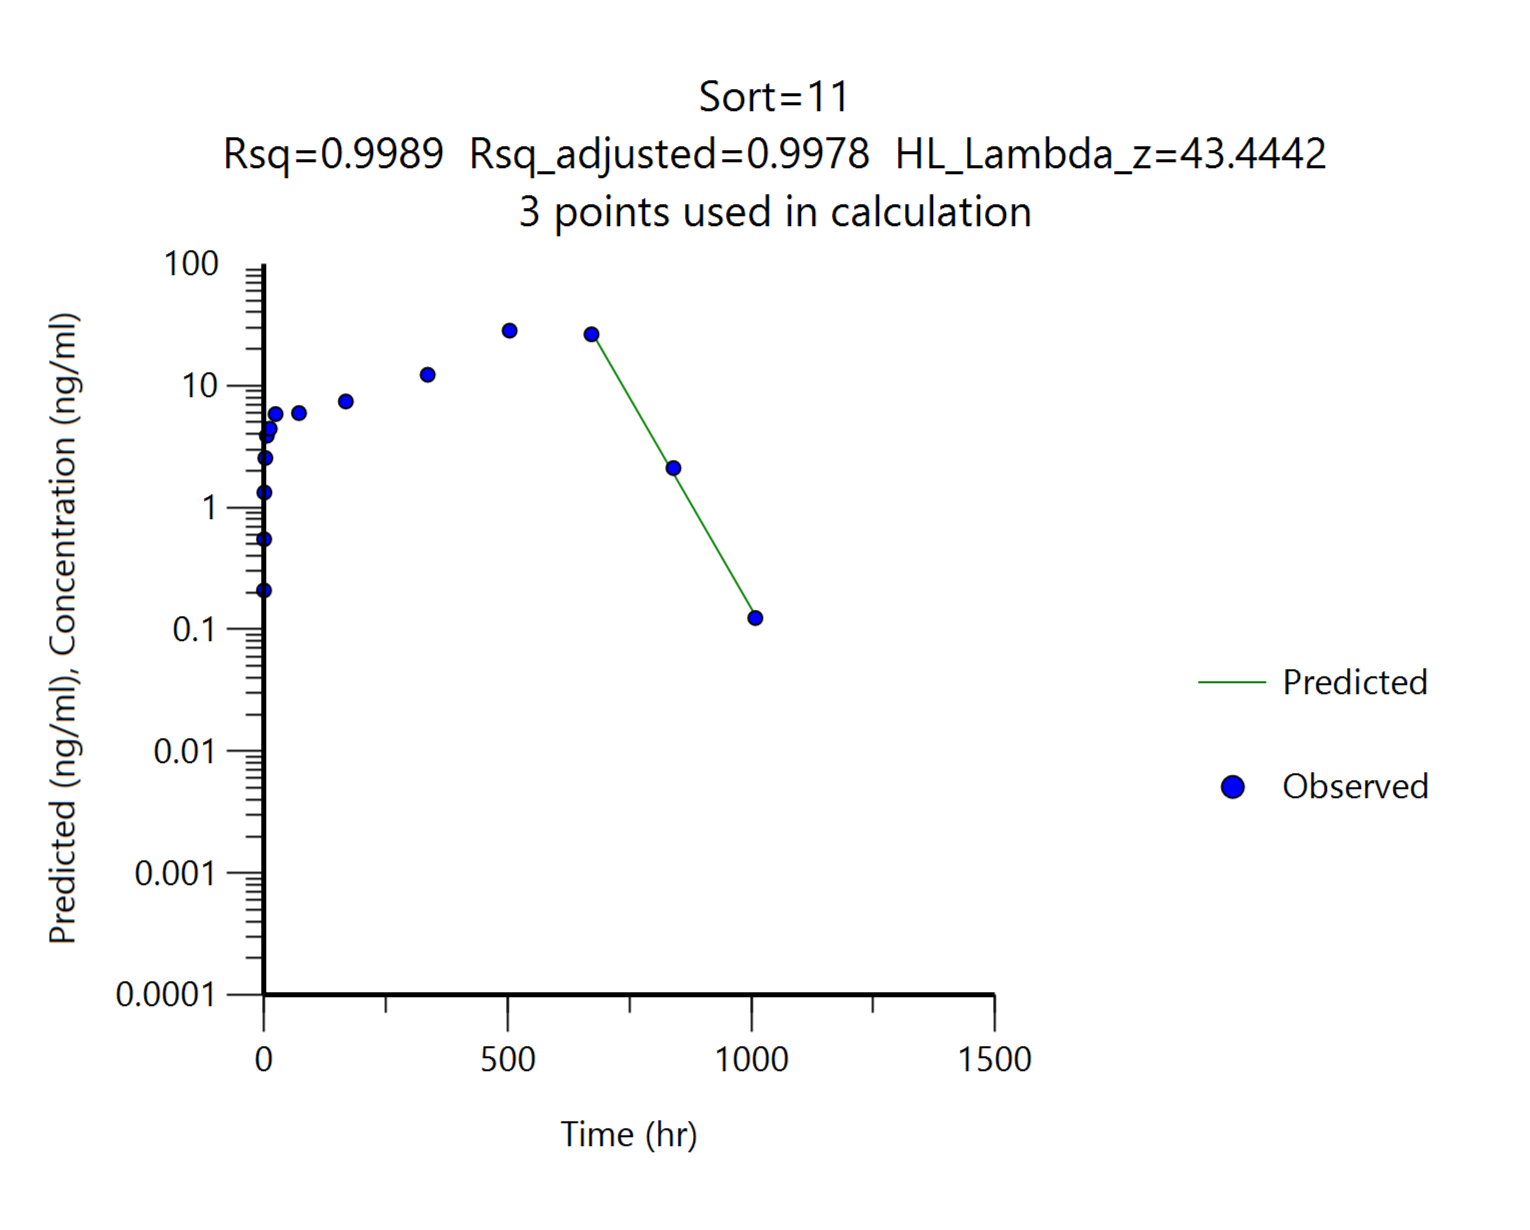 Sort=11
Rsq=0.9989 Rsq_adjusted=0.9978 HL_Lambda_z=43.4442
3 points used in calculation
Predicted (ng/ml), Concentration (ng/ml)
100
10
1
0.1
0.01
0.001
0.0001
0 500 1000 1500
Time (hr)
Predicted
Observed